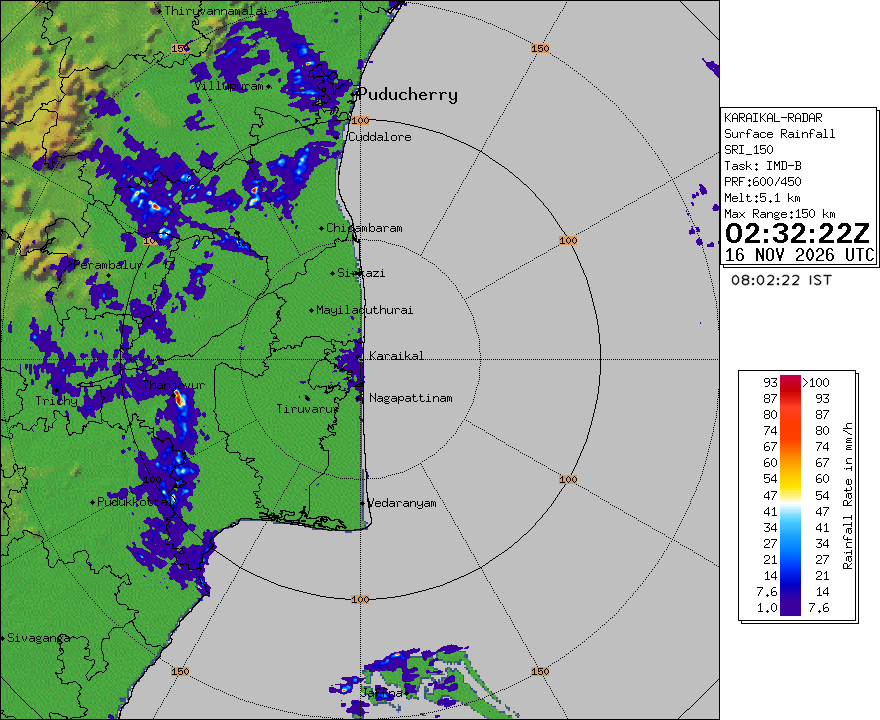 Thiruvannamalai
150
150
Villupuram
Puducherry
100
Cuddalore
Chidambaram
100
100
Perambalur
Sirkazi
Mayiladuthurai
Karaikal
Thanjavur
Trichy
Tiruvarur
Nagapattinam
100
100
Pudukkottai
Vedaranyam
100
Sivaganga
150
150
Jaffna
KARAIKAL-RADAR
Surface Rainfall
SRI_150
Task: IMD-B
PRF:600/450
Melt:5.1 km
Max Range:150 km
02:32:22Z
16 NOV 2026 UTC
08:02:22 IST
93 >100
87 93
80 87
74 80
67 74
60 67
54 60
47 54
41 47
34 41
27 34
21 27
14 21
7.6 14
1.0 7.6
Rainfall Rate in mm/h